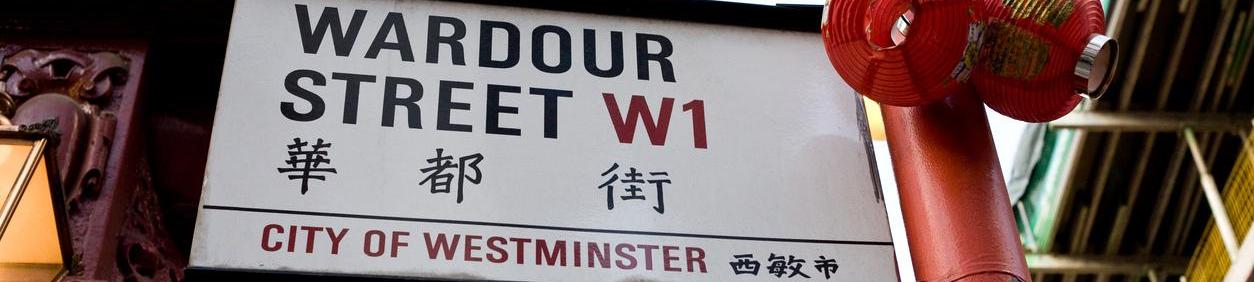 WARDOUR
STREET W1
華都街
CITY OF WESTMINSTER 西敏市